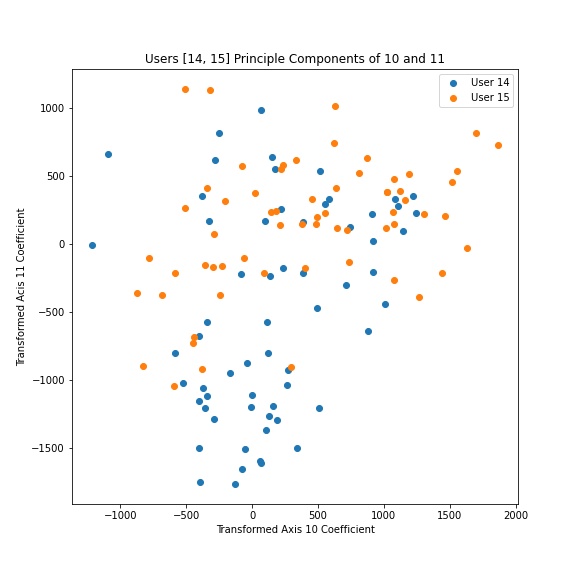 Users [14, 15] Principle Components of 10 and 11
User 14
User 15
1000
500
0
−500
−1000
−1500
Transformed Acis 11 Coefficient
−1000
−500
0
500
1000
1500
2000
Transformed Axis 10 Coefficient